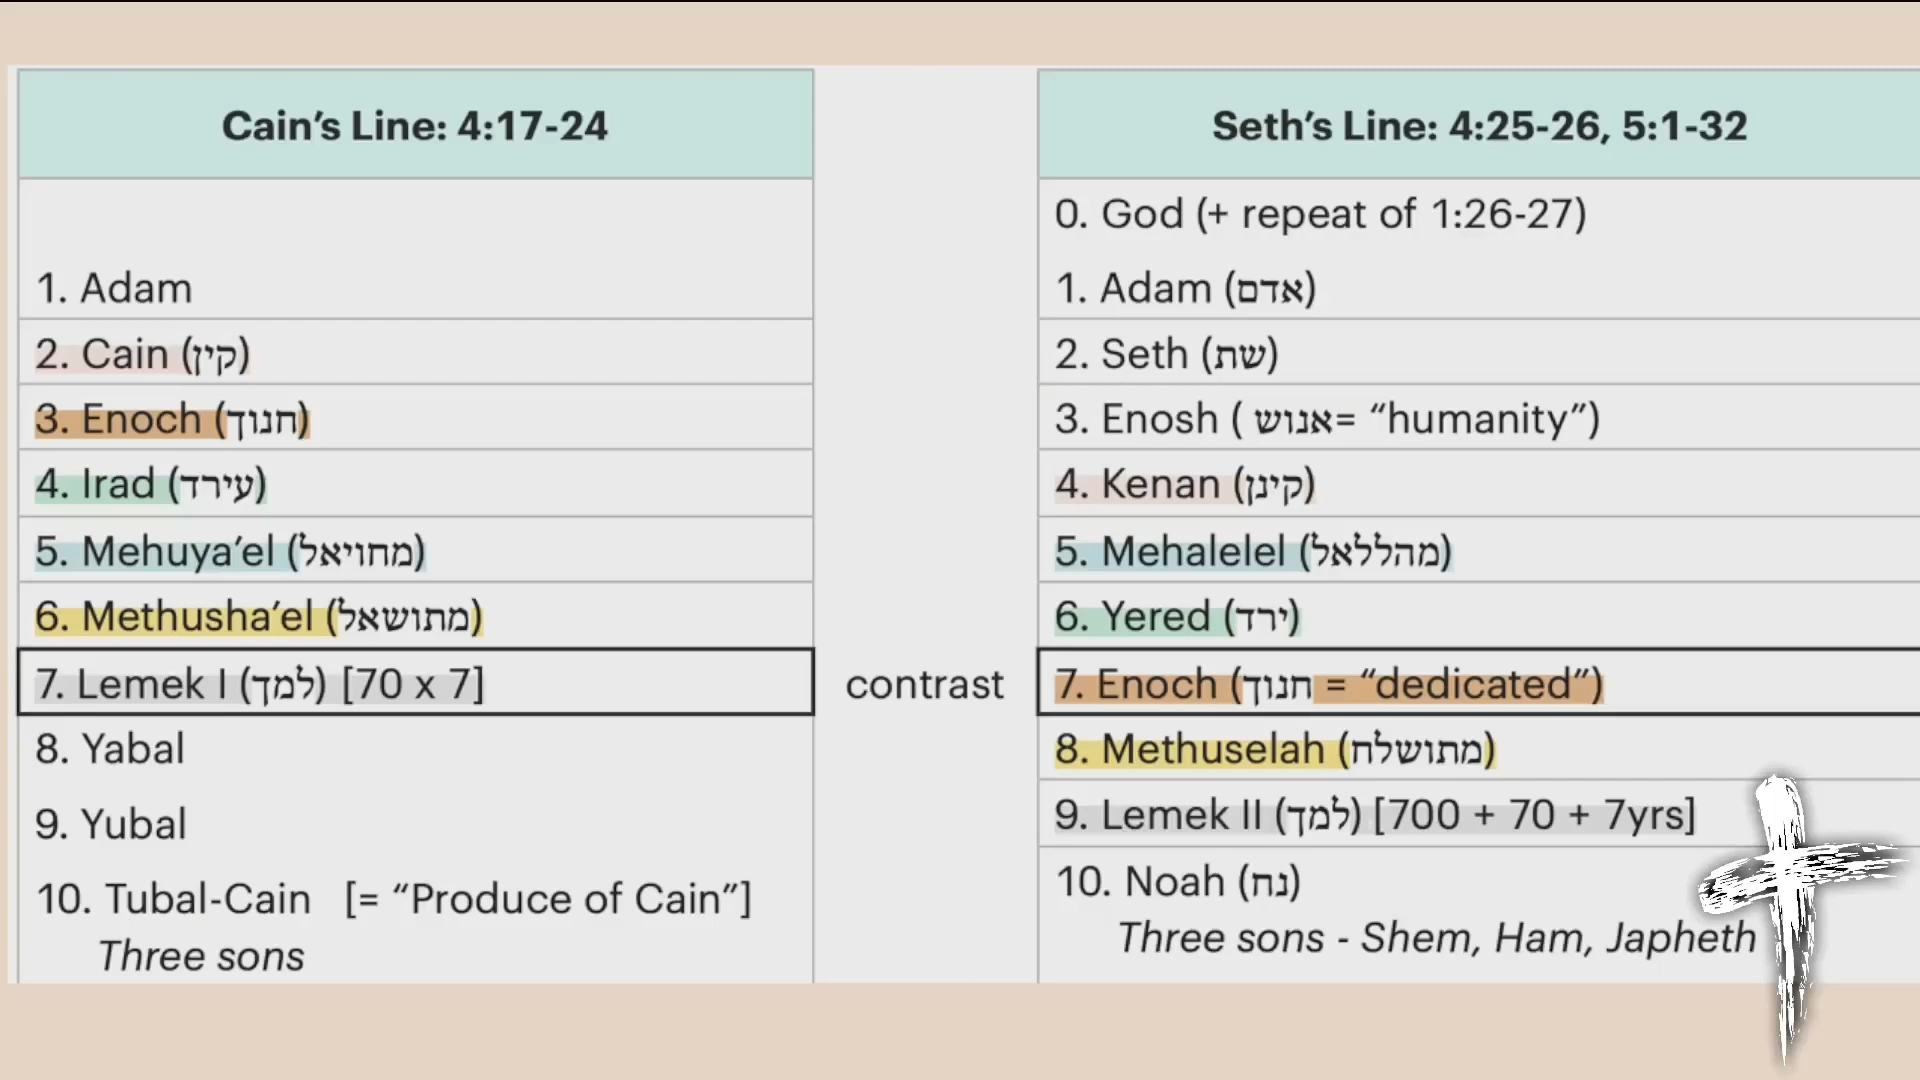 Cain’s Line: 4:17-24
1. Adam
2. Cain (קין)
3. Enoch (חנוך)
4. Irad (עירד)
5. Mehuya’el (מחויאל)
6. Methusha’el (מתושאל)
7. Lemek I (למך) [70 x 7]
8. Yabal
9. Yubal
10. Tubal-Cain [= “Produce of Cain”]
Three sons
contrast
Seth’s Line: 4:25-26, 5:1-32
0. God (+ repeat of 1:26-27)
1. Adam (אדם)
2. Seth (שת)
3. Enosh ( אנוש= “humanity”)
4. Kenan (קינן)
5. Mehalelel (מהללאל)
6. Yered (ירד)
7. Enoch (חנוך = “dedicated”)
8. Methuselah (מתושלח)
9. Lemek II (למך) [700 + 70 + 7yrs]
10. Noah (נח)
Three sons - Shem, Ham, Japheth